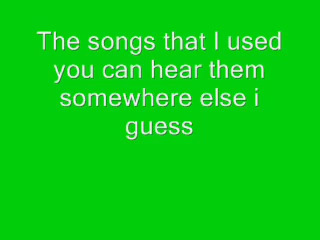 The songs that I used
you can hear them
somewhere else i
guess